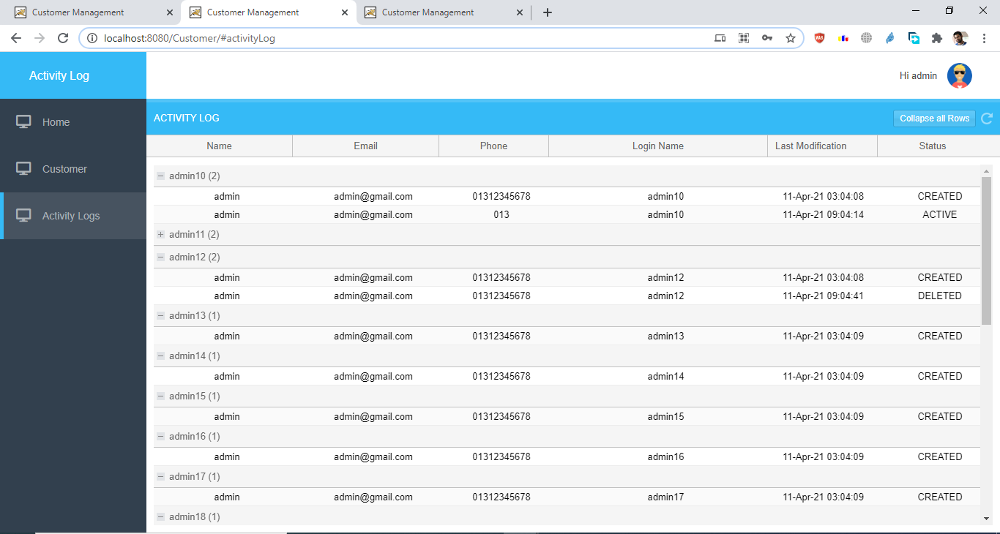 Customer Management
Customer Management
Customer Management
localhost:8080/Customer/#activityLog
Activity Log
Hi admin
Home
Customer
Activity Logs
ACTIVITY LOG
Collapse all Rows
Name Email Phone Login Name Last Modification Status
admin10 (2)
admin admin@gmail.com 01312345678 admin10 11-Apr-21 03:04:08 CREATED
admin admin@gmail.com 013 admin10 11-Apr-21 09:04:14 ACTIVE
admin11 (2)
admin12 (2)
admin admin@gmail.com 01312345678 admin12 11-Apr-21 03:04:08 CREATED
admin admin@gmail.com 01312345678 admin12 11-Apr-21 09:04:41 DELETED
admin13 (1)
admin admin@gmail.com 01312345678 admin13 11-Apr-21 03:04:09 CREATED
admin14 (1)
admin admin@gmail.com 01312345678 admin14 11-Apr-21 03:04:09 CREATED
admin15 (1)
admin admin@gmail.com 01312345678 admin15 11-Apr-21 03:04:09 CREATED
admin16 (1)
admin admin@gmail.com 01312345678 admin16 11-Apr-21 03:04:09 CREATED
admin17 (1)
admin admin@gmail.com 01312345678 admin17 11-Apr-21 03:04:09 CREATED
admin18 (1)